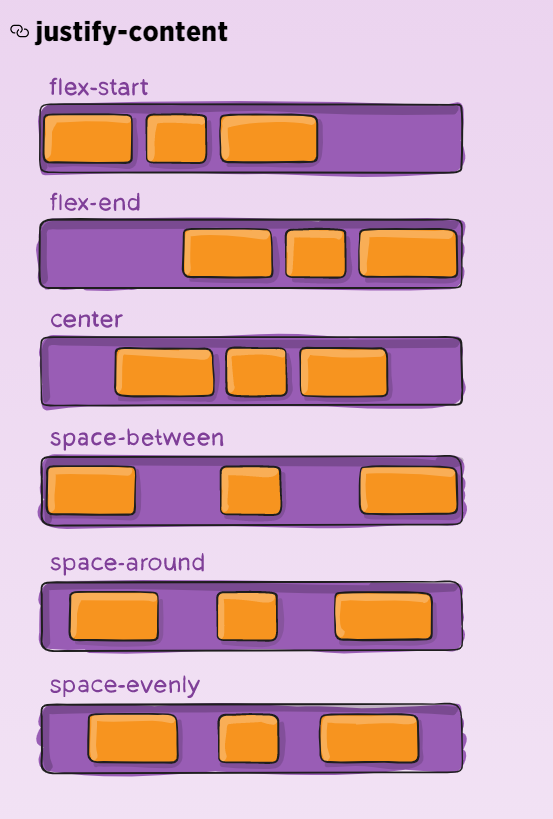 justify-content
flex-start
flex-end
center
space-between
space-around
space-evenly